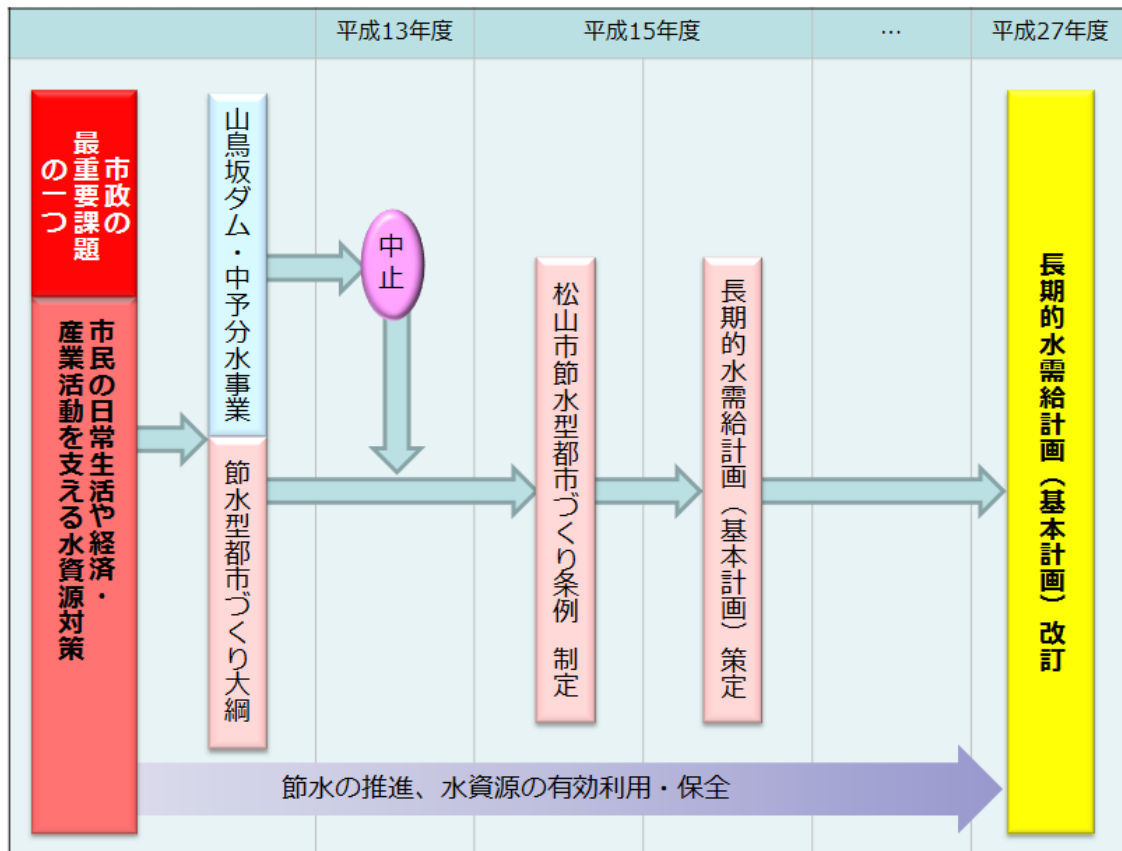 平成13年度
平成15年度
…
平成27年度
市政の
最重要課題
の一つ
市民の日常生活や経済・
産業活動を支える水資源対策
山鳥坂ダム・中予分水事業
節水型都市づくり大綱
中止
松山市節水型都市づくり条例 制定
長期的水需給計画（基本計画）策定
長期的水需給計画（基本計画）改訂
節水の推進、水資源の有効利用・保全